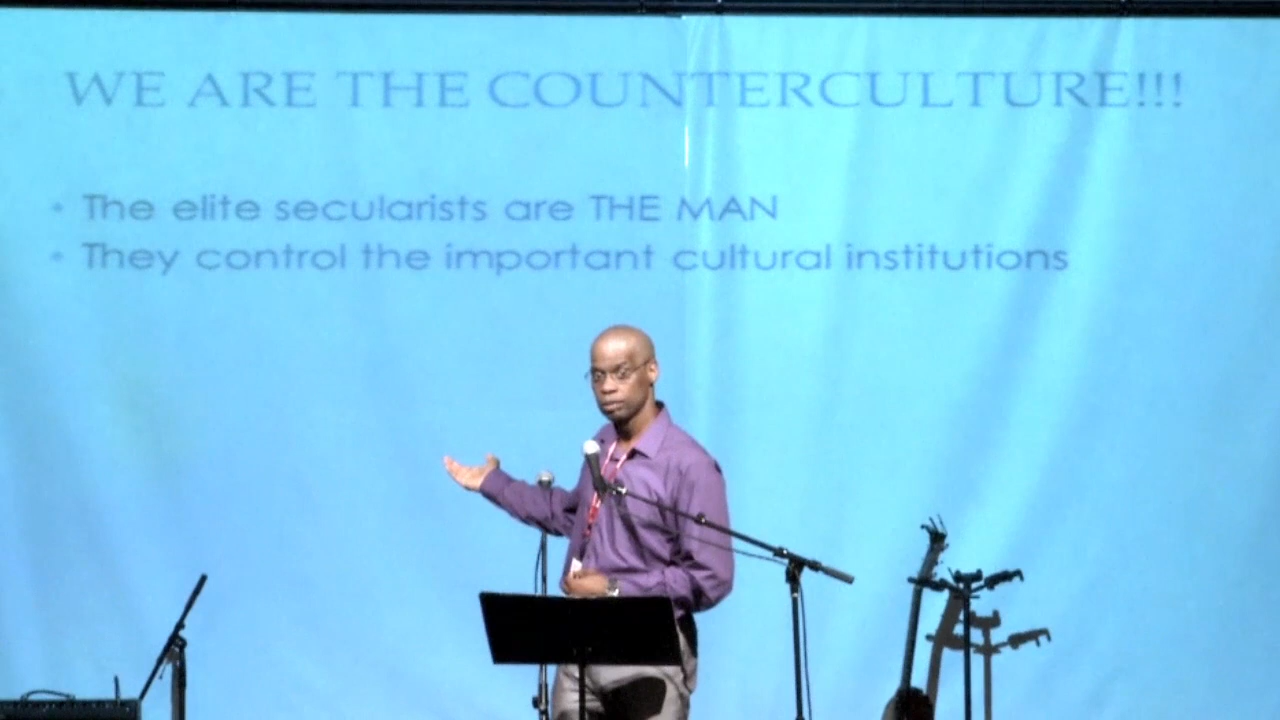 WE ARE THE COUNTERCULTURE!!!
• The elite secularists are THE MAN
• They control the important cultural institutions